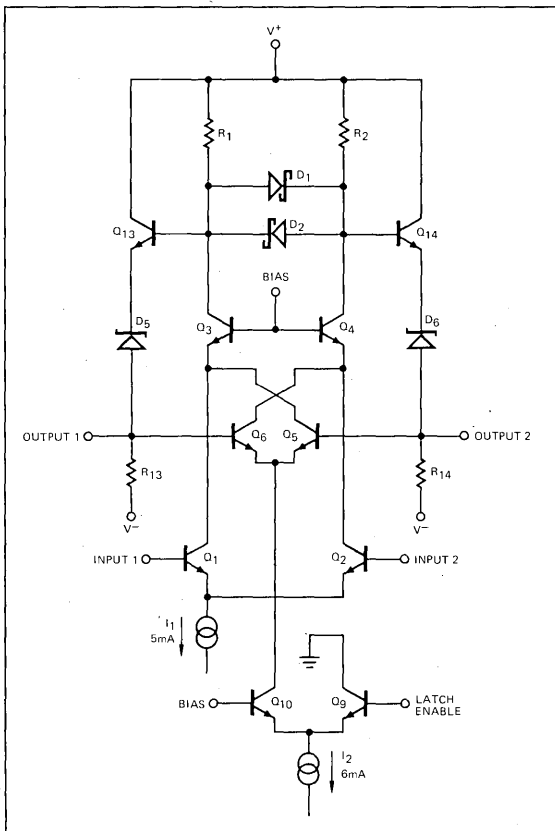 V+
R1 R2
D1
Q13 D2 Q14
BIAS
D5 Q3 Q4 D6
OUTPUT 1 Q6 Q5 OUTPUT 2
R13 R14
V− V−
INPUT 1 Q1 Q2 INPUT 2
I1
5mA
BIAS Q10 Q9 LATCH
ENABLE
I2
6mA